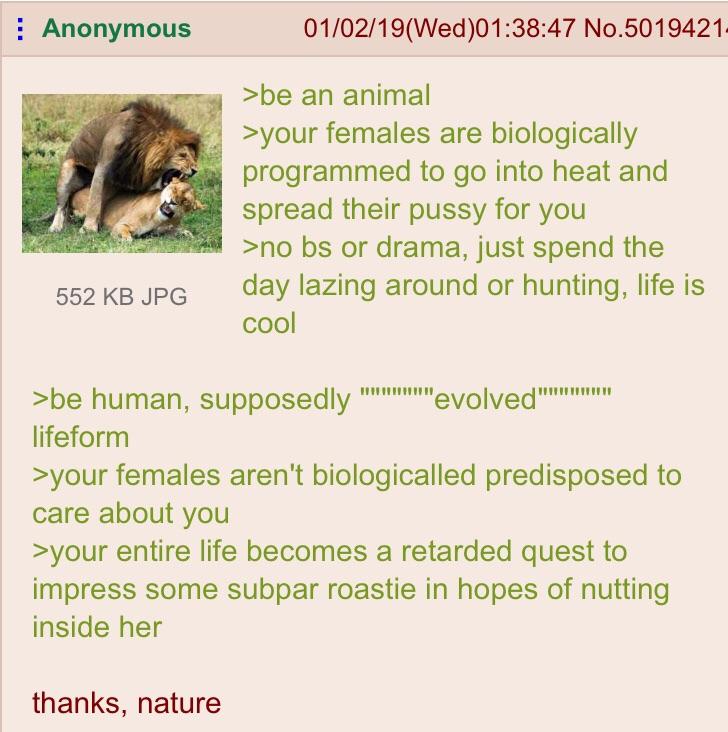 Anonymous 01/02/19(Wed)01:38:47 No.5019421
>be an animal
>your females are biologically
programmed to go into heat and
spread their pussy for you
>no bs or drama, just spend the
day lazing around or hunting, life is
cool
552 KB JPG
>be human, supposedly """""""evolved"""""""
lifeform
>your females aren't biologicalled predisposed to
care about you
>your entire life becomes a retarded quest to
impress some subpar roastie in hopes of nutting
inside her
thanks, nature